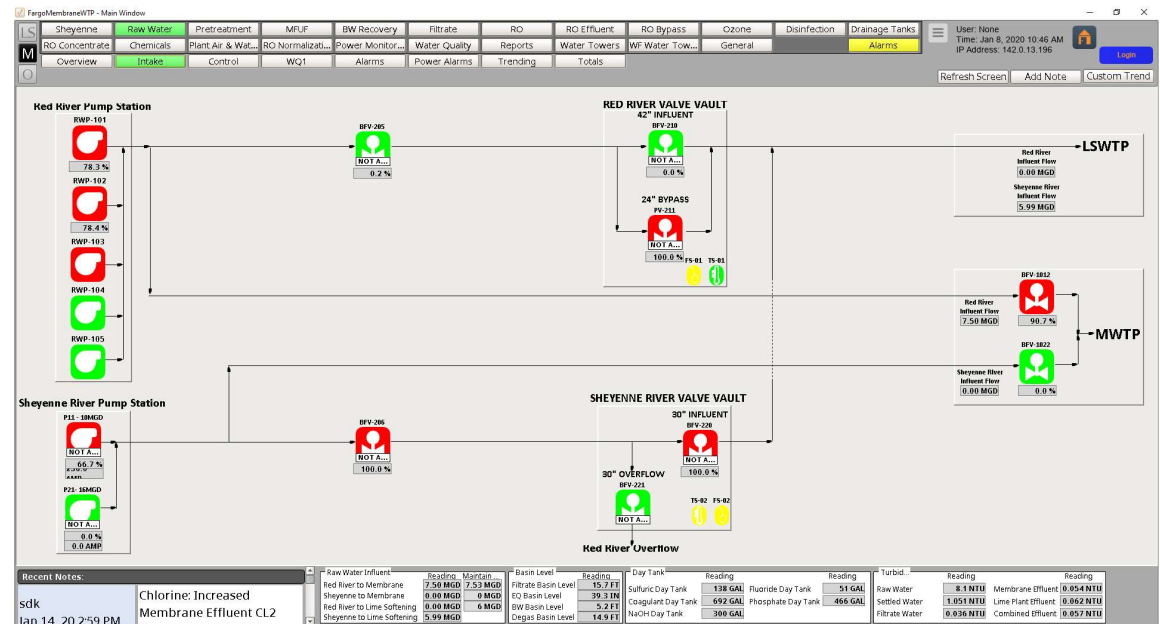 FargoMembraneWTP - Main Window
LS Sheyenne Raw Water Pretreatment MFUF BW Recovery Filtrate RO RO Effluent RO Bypass Ozone Disinfection Drainage Tanks
M RO Concentrate Chemicals Plant Air & Wat... RO Normalizati... Power Monitor... Water Quality Reports Water Towers WF Water Tow... General Alarms
O Overview Intake Control WQ1 Alarms Power Alarms Trending Totals
User: None
Time: Jan 8, 2020 10:46 AM
IP Address: 142.0.13.196
Login
Refresh Screen Add Note Custom Trend
Red River Pump Station
RWP-101
78.3 %
RWP-102
78.4 %
RWP-103
RWP-104
RWP-105
BFV-205
NOT A...
0.2 %
RED RIVER VALVE VAULT
42" INFLUENT
BFV-210
NOT A...
0.0 %
24" BYPASS
PV-211
NOT A...
100.0 %
FS-01 TS-01
LSWTP
Red River
Influent Flow
0.00 MGD
Sheyenne River
Influent Flow
5.99 MGD
BFV-1012
Red River
Influent Flow
7.50 MGD
90.7 %
MWTP
BFV-1022
Sheyenne River
Influent Flow
0.00 MGD
0.0 %
Sheyenne River Pump Station
P11 - 10MGD
NOT A...
66.7 %
P21- 16MGD
NOT A...
0.0 %
0.0 AMP
BFV-206
NOT A...
100.0 %
SHEYENNE RIVER VALVE VAULT
30" INFLUENT
BFV-220
NOT A...
100.0 %
30" OVERFLOW
BFV-221
NOT A...
TS-02 FS-02
Red River Overflow
Recent Notes:
sdk
Jan 14, 20 2:59 PM
Chlorine: Increased
Membrane Effluent CL2
Raw Water Influent Reading Maintain...
Red River to Membrane 7.50 MGD 7.53 MGD
Sheyenne to Membrane 0.00 MGD 0 MGD
Red River to Lime Softening 0.00 MGD 6 MGD
Sheyenne to Lime Softening 5.99 MGD
Basin Level Reading
Filtrate Basin Level 15.7 FT
EQ Basin Level 39.3 IN
BW Basin Level 5.2 FT
Degas Basin Level 14.9 FT
Day Tank Reading Reading
Sulfuric Day Tank 138 GAL Fluoride Day Tank 51 GAL
Coagulant Day Tank 692 GAL Phosphate Day Tank 466 GAL
NaOH Day Tank 300 GAL
Turbid... Reading Reading
Raw Water 8.1 NTU Membrane Effluent 0.054 NTU
Settled Water 1.051 NTU Lime Plant Effluent 0.062 NTU
Filtrate Water 0.036 NTU Combined Effluent 0.057 NTU